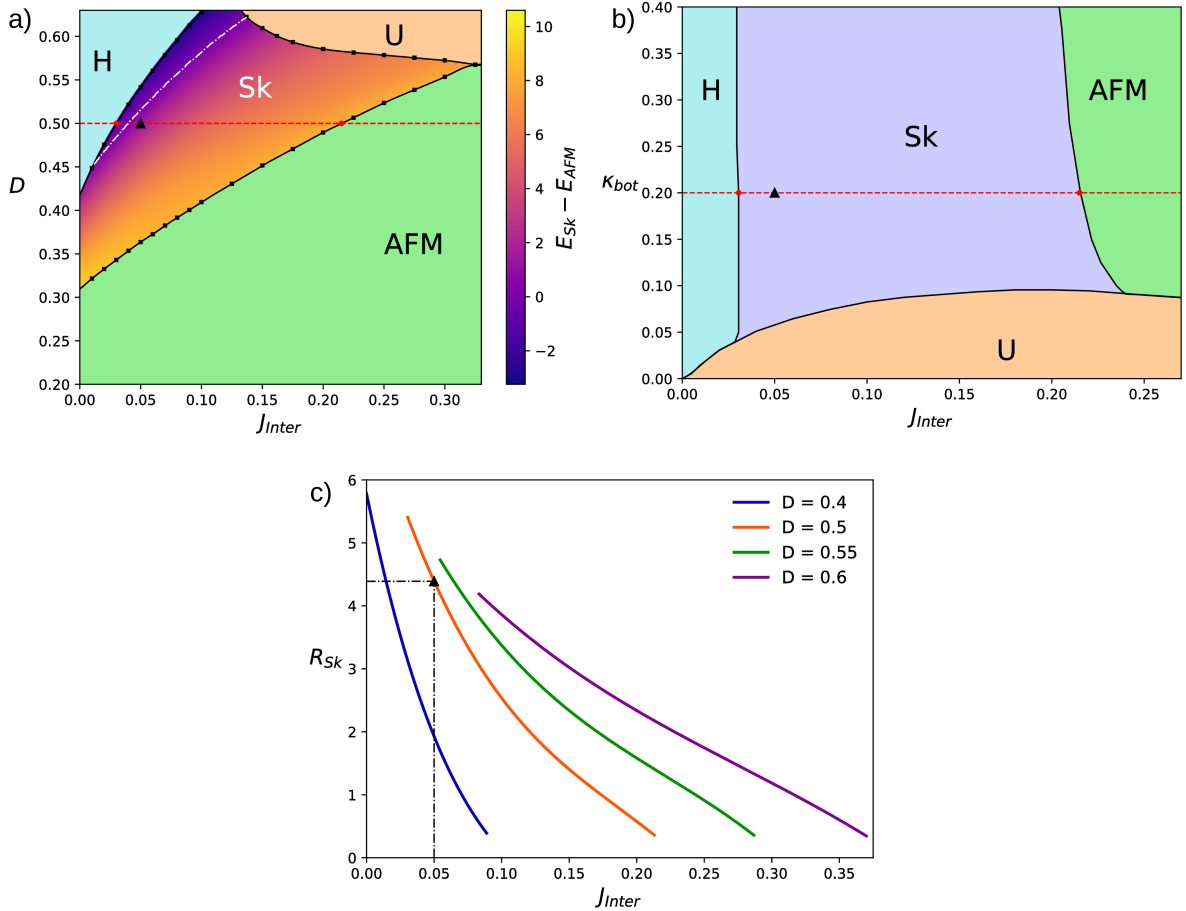 a)
0.60
0.55
0.50
0.45
0.40
0.35
0.30
0.25
0.20
D
H
U
Sk
AFM
0.00 0.05 0.10 0.15 0.20 0.25 0.30
J_Inter
10
8
6
4
2
0
−2
E_Sk − E_AFM
b)
0.40
0.35
0.30
0.25
0.20
0.15
0.10
0.05
0.00
κ_bot
H
Sk
AFM
U
0.00 0.05 0.10 0.15 0.20 0.25
J_Inter
c)
6
5
4
3
2
1
0
R_Sk
D = 0.4
D = 0.5
D = 0.55
D = 0.6
0.00 0.05 0.10 0.15 0.20 0.25 0.30 0.35
J_Inter